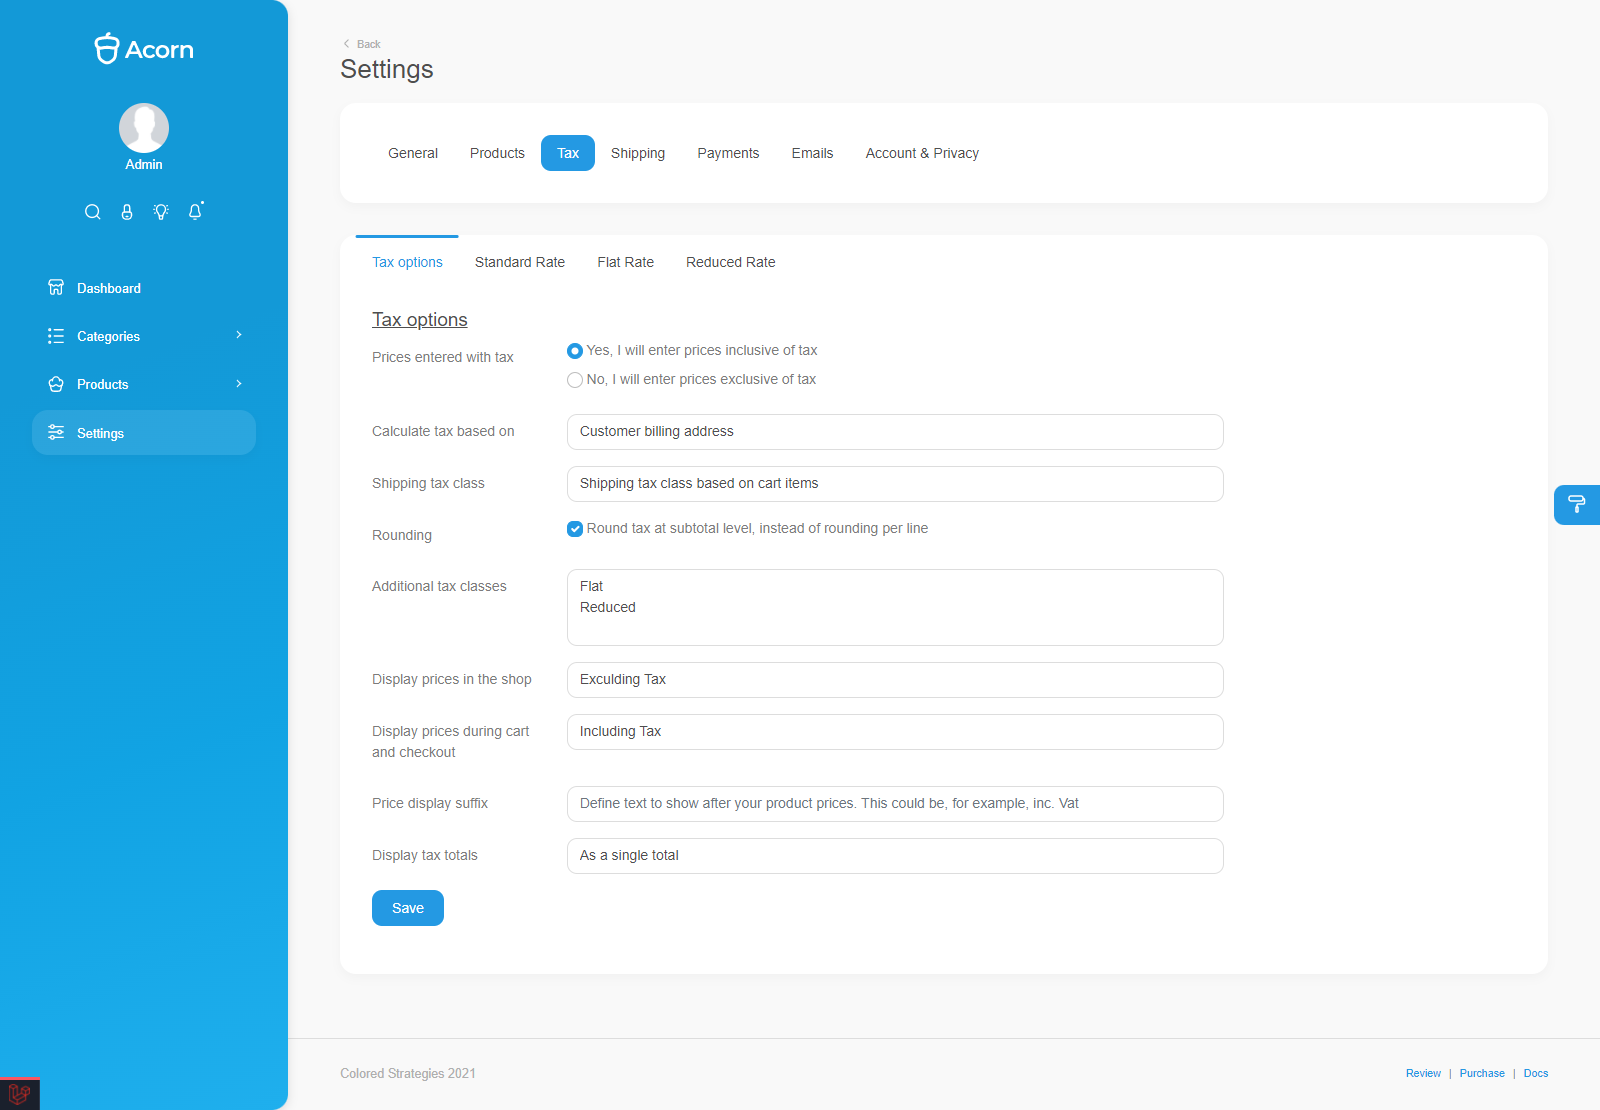 Acorn
Admin
Dashboard
Categories
Products
Settings
Back
Settings
General Products Tax Shipping Payments Emails Account & Privacy
Tax options Standard Rate Flat Rate Reduced Rate
Tax options
Prices entered with tax
Yes, I will enter prices inclusive of tax
No, I will enter prices exclusive of tax
Calculate tax based on
Customer billing address
Shipping tax class
Shipping tax class based on cart items
Rounding
Round tax at subtotal level, instead of rounding per line
Additional tax classes
Flat
Reduced
Display prices in the shop
Exculding Tax
Display prices during cart
and checkout
Including Tax
Price display suffix
Define text to show after your product prices. This could be, for example, inc. Vat
Display tax totals
As a single total
Save
Colored Strategies 2021
Review | Purchase | Docs